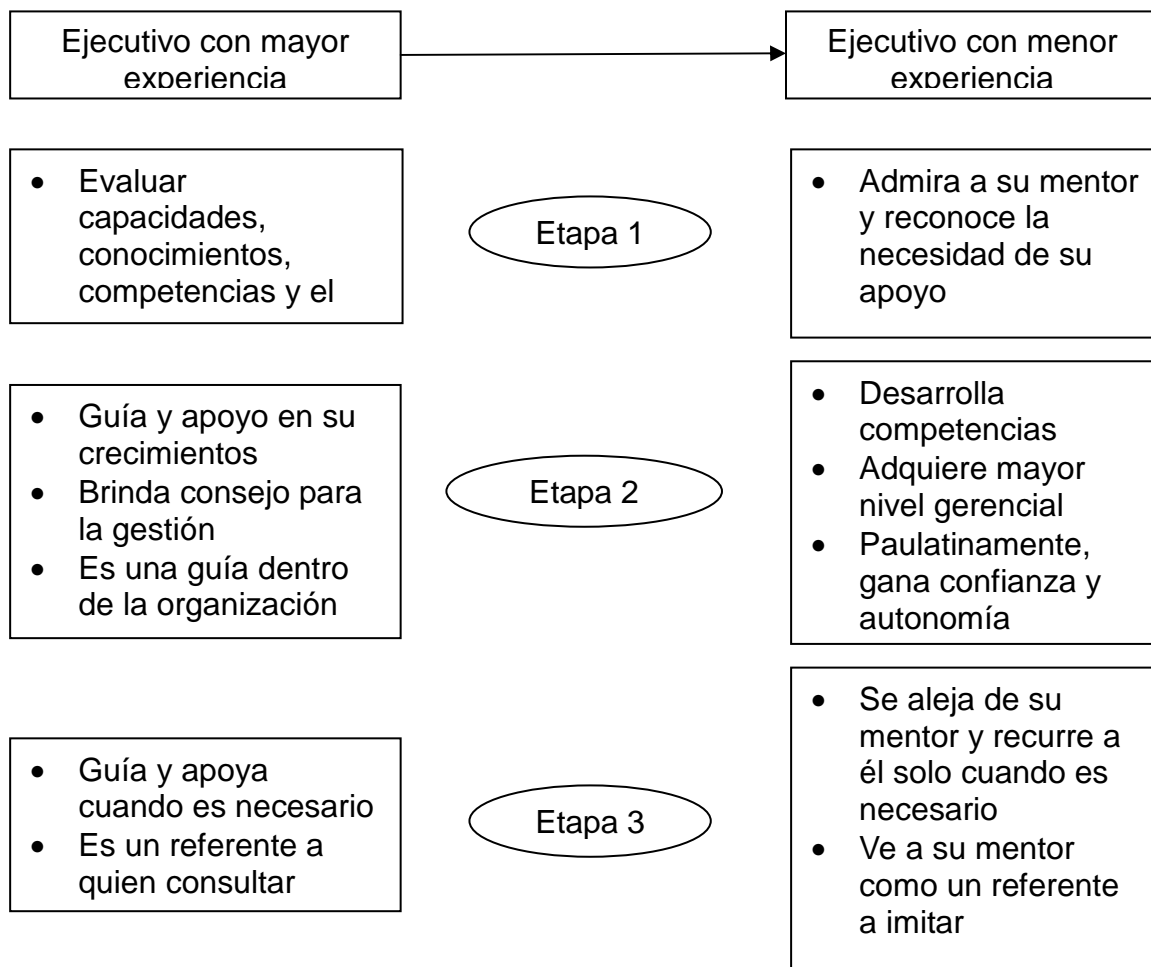 Ejecutivo con mayor
experiencia
Ejecutivo con menor
experiencia
• Evaluar
capacidades,
conocimientos,
competencias y el
Etapa 1
• Admira a su mentor
y reconoce la
necesidad de su
apoyo
• Guía y apoyo en su
crecimientos
• Brinda consejo para
la gestión
• Es una guía dentro
de la organización
Etapa 2
• Desarrolla
competencias
• Adquiere mayor
nivel gerencial
• Paulatinamente,
gana confianza y
autonomía
• Guía y apoya
cuando es necesario
• Es un referente a
quien consultar
Etapa 3
• Se aleja de su
mentor y recurre a
él solo cuando es
necesario
• Ve a su mentor
como un referente
a imitar